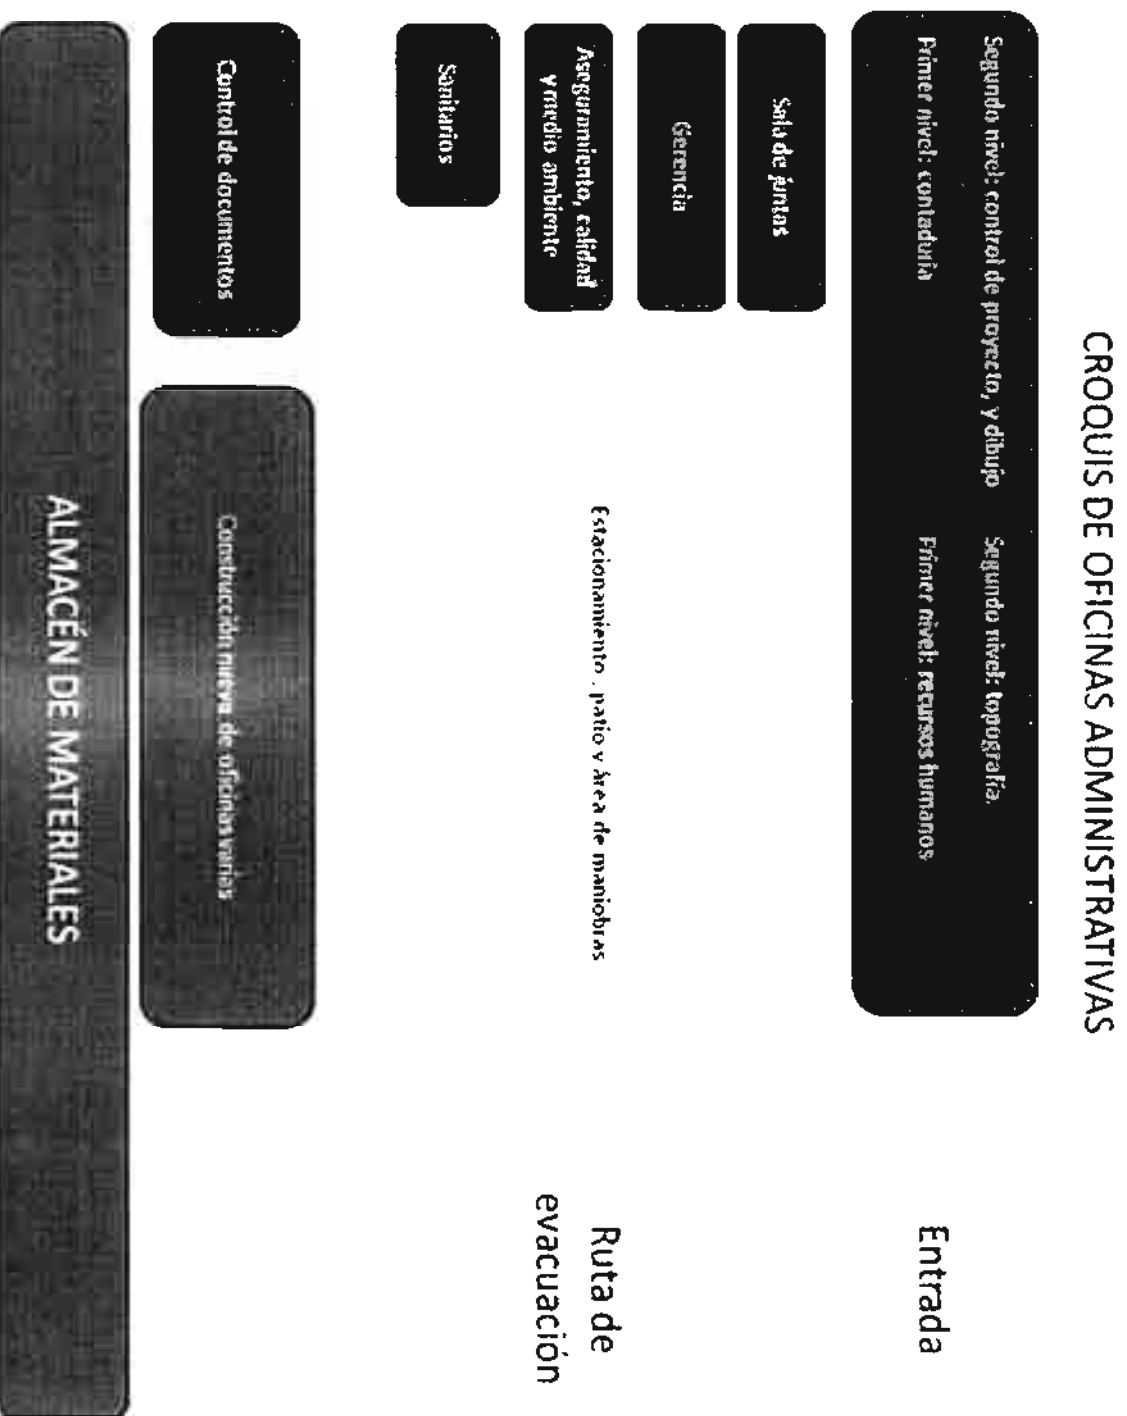 CROQUIS DE OFICINAS ADMINISTRATIVAS
Segundo nivel: control de proyecto, y dibujo
Segundo nivel: topografía.
Primer nivel: contaduría
Primer nivel: recursos humanos
Entrada
Sala de juntas
Gerencia
Aseguramiento, calidad
y medio ambiente
Estacionamiento , patio y área de maniobras
Ruta de
evacuación
Sanitarios
Control de documentos
Construcción nueva de oficinas varias
ALMACÉN DE MATERIALES